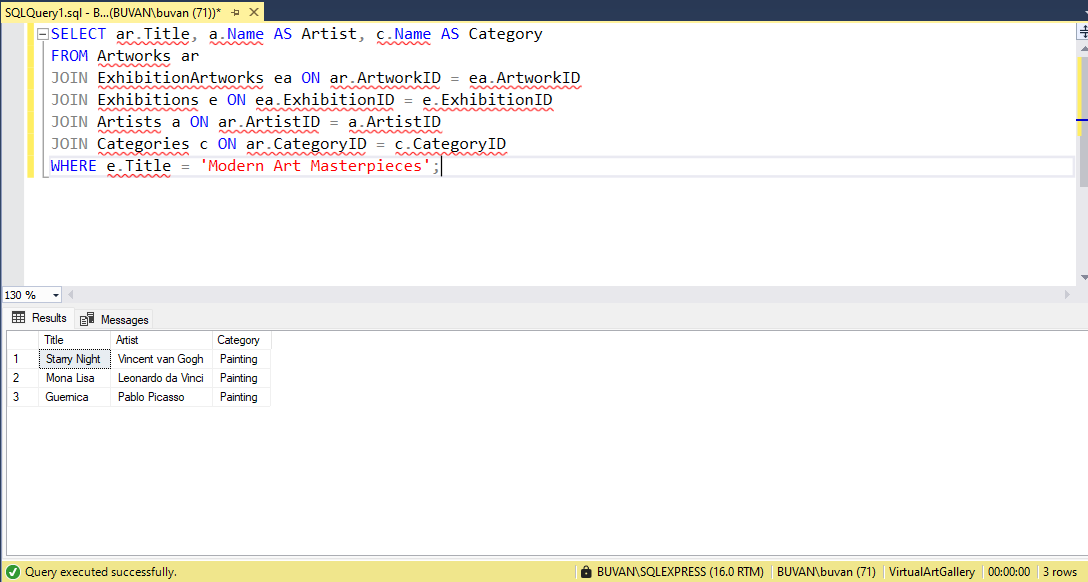 SQLQuery1.sql - B...(BUVAN\buvan (71))*
SELECT ar.Title, a.Name AS Artist, c.Name AS Category
FROM Artworks ar
JOIN ExhibitionArtworks ea ON ar.ArtworkID = ea.ArtworkID
JOIN Exhibitions e ON ea.ExhibitionID = e.ExhibitionID
JOIN Artists a ON ar.ArtistID = a.ArtistID
JOIN Categories c ON ar.CategoryID = c.CategoryID
WHERE e.Title = 'Modern Art Masterpieces';
130 %
Results Messages
Title Artist Category
1 Starry Night Vincent van Gogh Painting
2 Mona Lisa Leonardo da Vinci Painting
3 Guernica Pablo Picasso Painting
Query executed successfully. BUVAN\SQLEXPRESS (16.0 RTM) BUVAN\buvan (71) VirtualArtGallery 00:00:00 3 rows